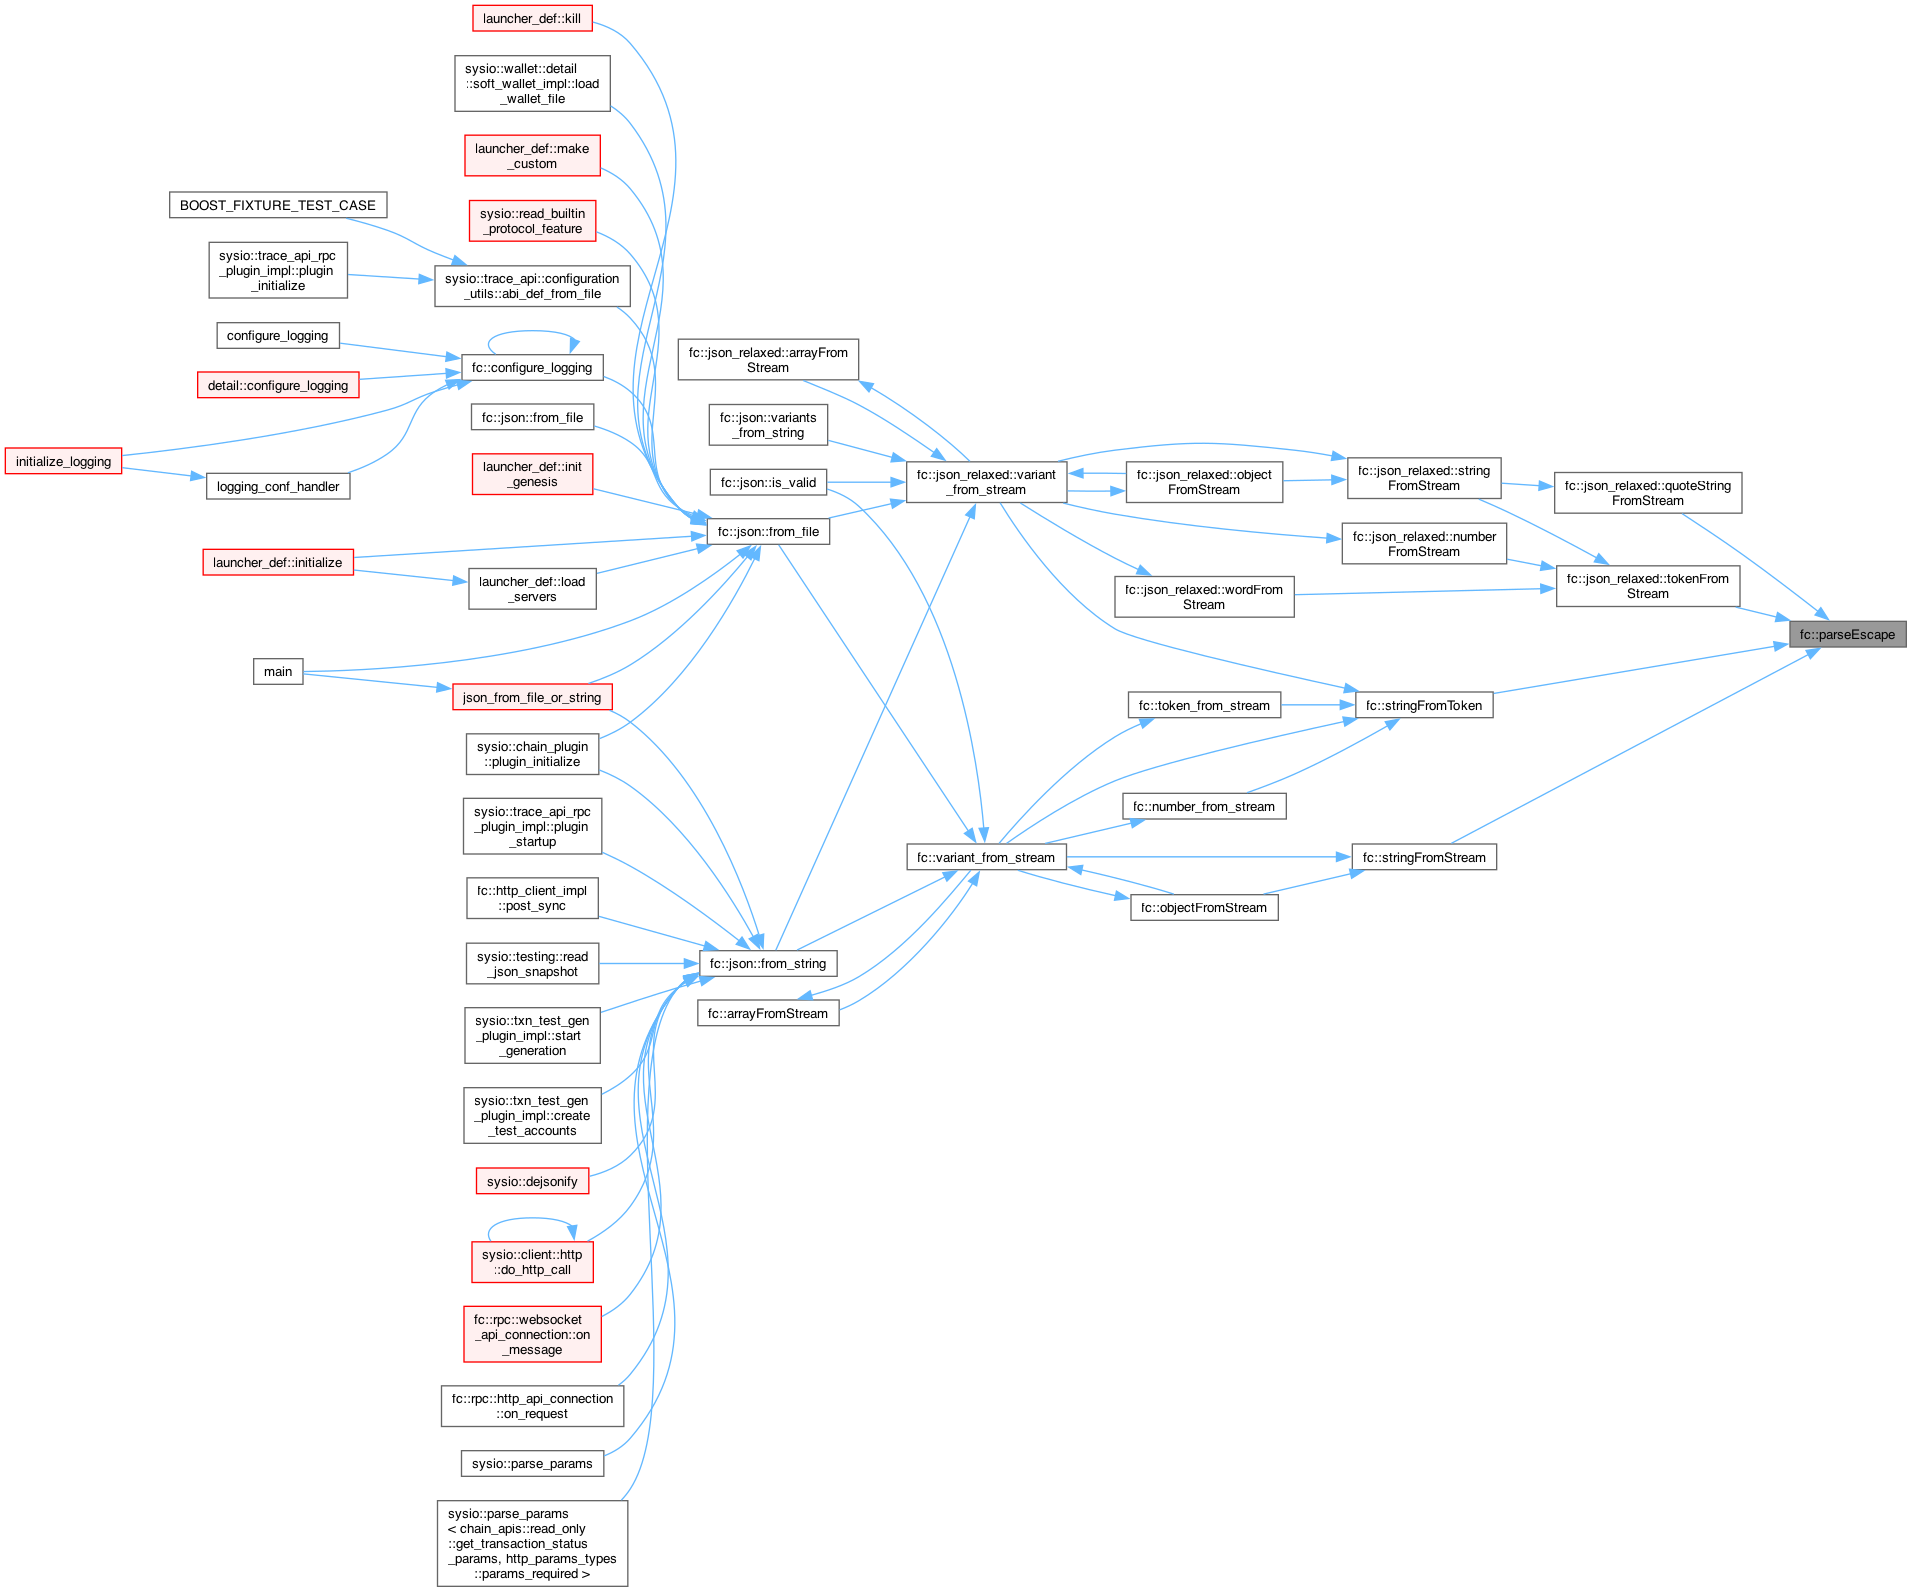 launcher_def::kill
sysio::wallet::detail
::soft_wallet_impl::load
_wallet_file
launcher_def::make
_custom
sysio::read_builtin
_protocol_feature
BOOST_FIXTURE_TEST_CASE
sysio::trace_api_rpc
_plugin_impl::plugin
_initialize
sysio::trace_api::configuration
_utils::abi_def_from_file
configure_logging
fc::configure_logging
detail::configure_logging
fc::json::from_file
initialize_logging
logging_conf_handler
launcher_def::init
_genesis
launcher_def::initialize
launcher_def::load
_servers
main
json_from_file_or_string
sysio::chain_plugin
::plugin_initialize
sysio::trace_api_rpc
_plugin_impl::plugin
_startup
fc::http_client_impl
::post_sync
sysio::testing::read
_json_snapshot
sysio::txn_test_gen
_plugin_impl::start
_generation
sysio::txn_test_gen
_plugin_impl::create
_test_accounts
sysio::dejsonify
sysio::client::http
::do_http_call
fc::rpc::websocket
_api_connection::on
_message
fc::rpc::http_api_connection
::on_request
sysio::parse_params
sysio::parse_params
< chain_apis::read_only
::get_transaction_status
_params, http_params_types
::params_required >
fc::json_relaxed::arrayFrom
Stream
fc::json::variants
_from_string
fc::json::is_valid
fc::json::from_file
fc::json::from_string
fc::arrayFromStream
fc::json_relaxed::variant
_from_stream
fc::variant_from_stream
fc::json_relaxed::object
FromStream
fc::json_relaxed::wordFrom
Stream
fc::token_from_stream
fc::number_from_stream
fc::objectFromStream
fc::json_relaxed::string
FromStream
fc::json_relaxed::number
FromStream
fc::stringFromToken
fc::stringFromStream
fc::json_relaxed::quoteString
FromStream
fc::json_relaxed::tokenFrom
Stream
fc::parseEscape